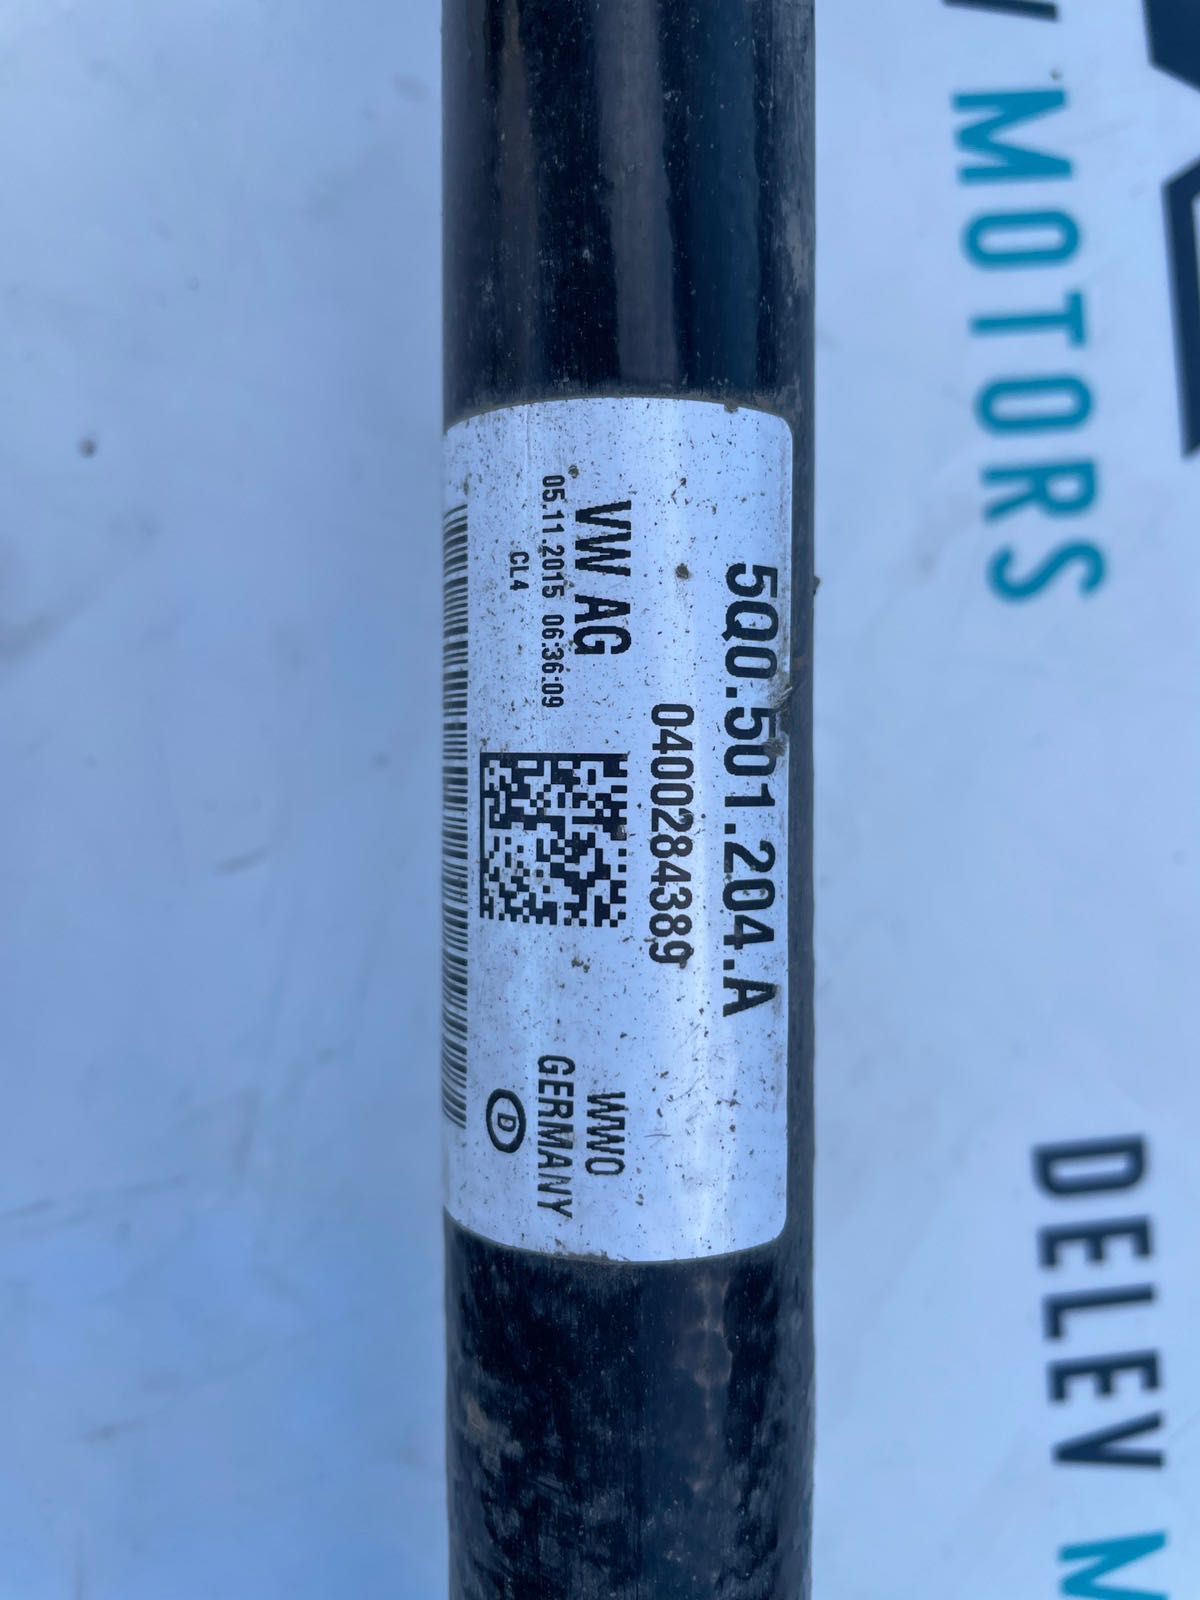 5Q0.501.204.A
0400284389
VW AG
05.11.2015 06:36:09
CL4
WWO
GERMANY
D
MOTORS
DELEV M